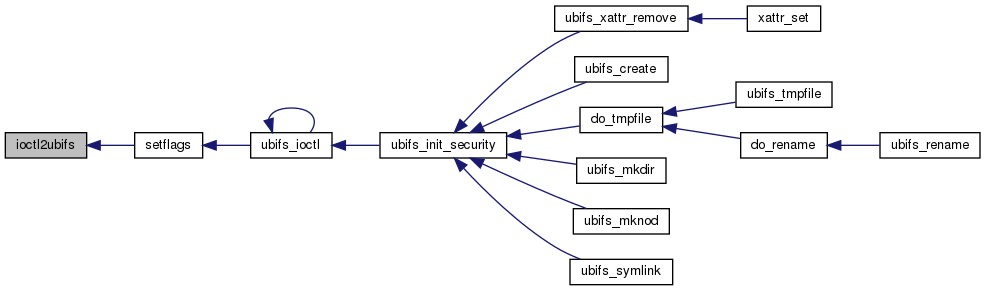 ubifs_xattr_remove
xattr_set
ubifs_create
ubifs_tmpfile
do_tmpfile
ioctl2ubifs
setflags
ubifs_ioctl
ubifs_init_security
do_rename
ubifs_rename
ubifs_mkdir
ubifs_mknod
ubifs_symlink